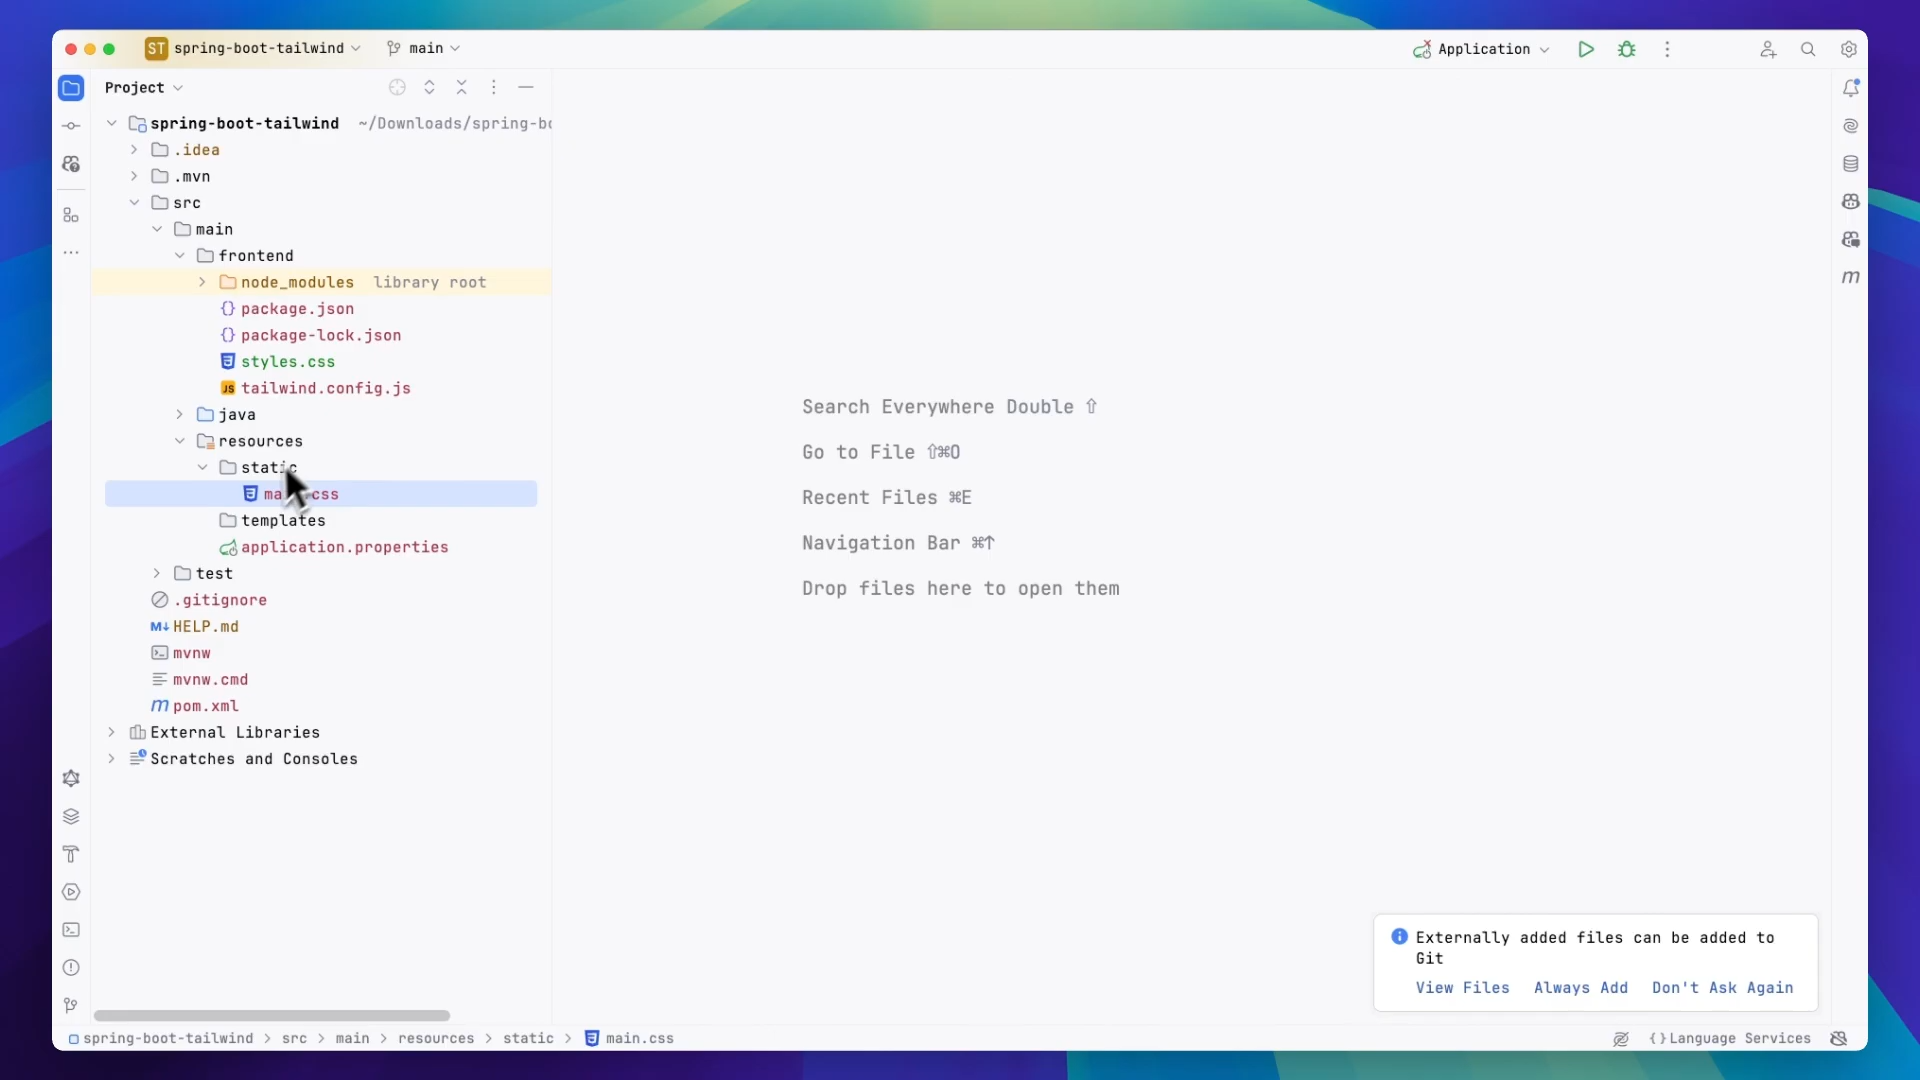 ST spring-boot-tailwind main Application
Project
spring-boot-tailwind ~/Downloads/spring-bo
.idea
.mvn
src
main
frontend
node_modules library root
{} package.json
{} package-lock.json
styles.css
JS tailwind.config.js
java
resources
static
main.css
templates
application.properties
test
.gitignore
M↓ HELP.md
mvnw
mvnw.cmd
m pom.xml
External Libraries
Scratches and Consoles
Search Everywhere Double ⇧
Go to File ⇧⌘O
Recent Files ⌘E
Navigation Bar ⌘↑
Drop files here to open them
m
Externally added files can be added to
Git
View Files Always Add Don't Ask Again
spring-boot-tailwind > src > main > resources > static > main.css
{} Language Services